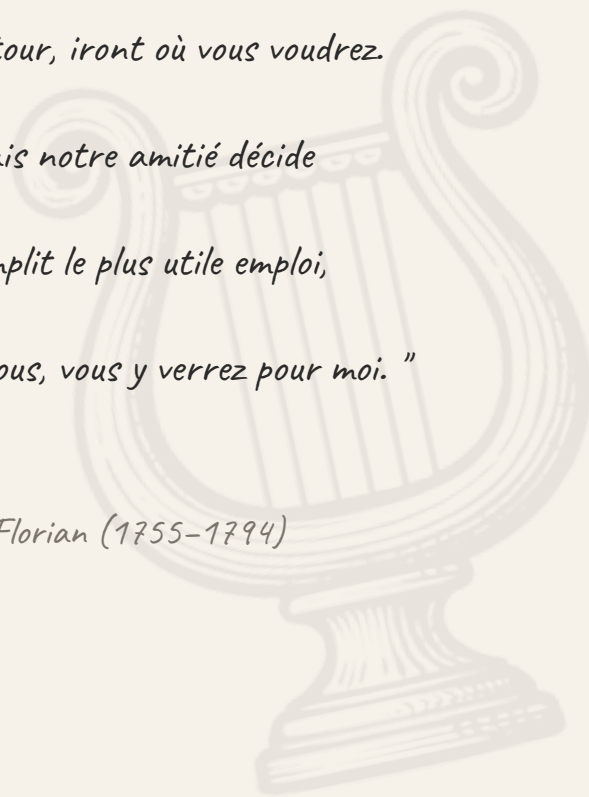 tour, iront où vous voudrez.
is notre amitié décide
plit le plus utile emploi,
ous, vous y verrez pour moi. "
Florian (1755–1794)